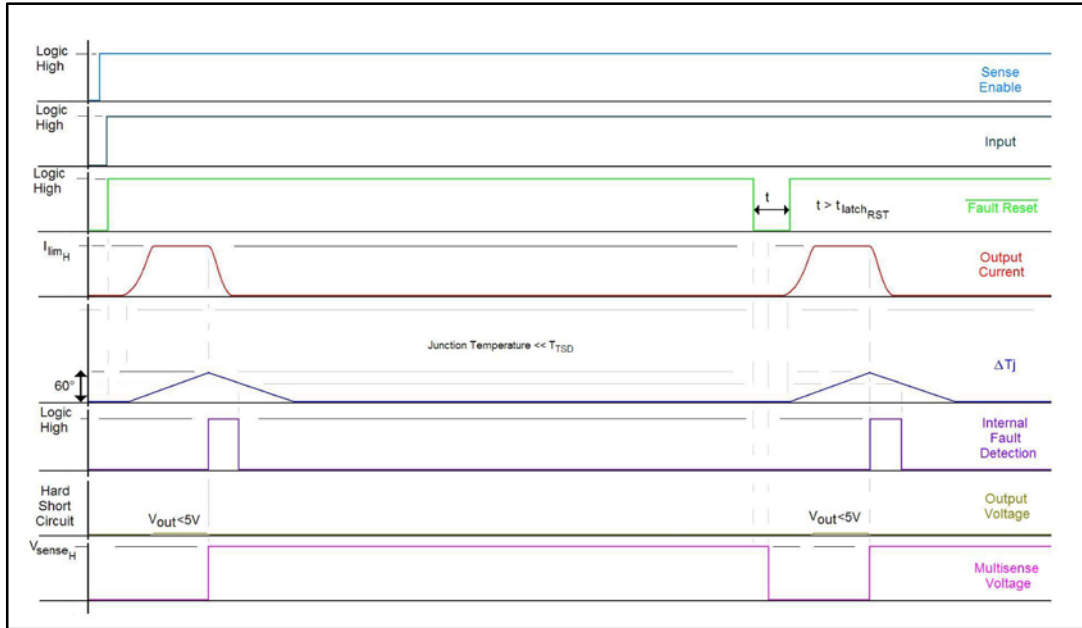 Logic
High
Sense
Enable
Logic
High
Input
Logic
High
t
t > tlatchRST
Fault Reset
IlimH
Output
Current
Junction Temperature << TTSD
60°
ΔTj
Logic
High
Internal
Fault
Detection
Hard
Short
Circuit
Vout<5V
Vout<5V
Output
Voltage
VsenseH
Multisense
Voltage